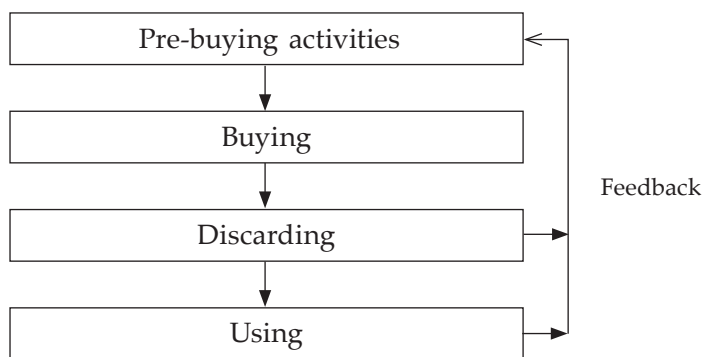 Pre-buying activities
Buying
Feedback
Discarding
Using